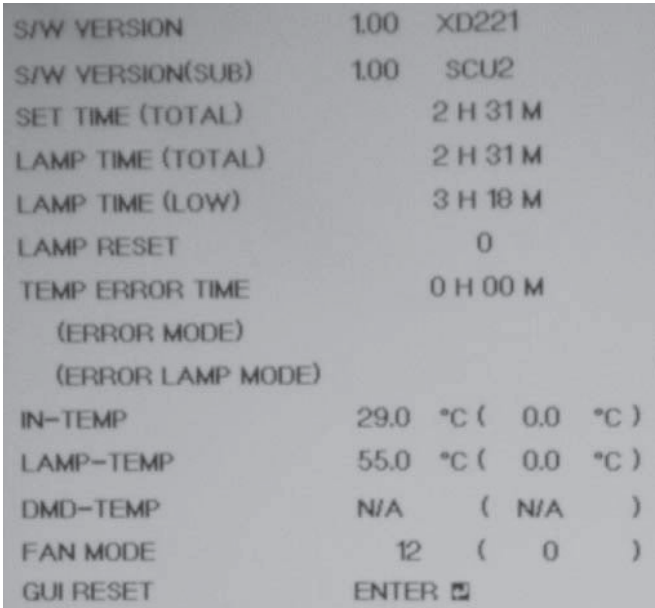 S/W VERSION 1.00 XD221
S/W VERSION(SUB) 1.00 SCU2
SET TIME (TOTAL) 2 H 31 M
LAMP TIME (TOTAL) 2 H 31 M
LAMP TIME (LOW) 3 H 18 M
LAMP RESET 0
TEMP ERROR TIME 0 H 00 M
(ERROR MODE)
(ERROR LAMP MODE)
IN-TEMP 29.0 °C ( 0.0 °C )
LAMP-TEMP 55.0 °C ( 0.0 °C )
DMD-TEMP N/A ( N/A )
FAN MODE 12 ( 0 )
GUI RESET ENTER